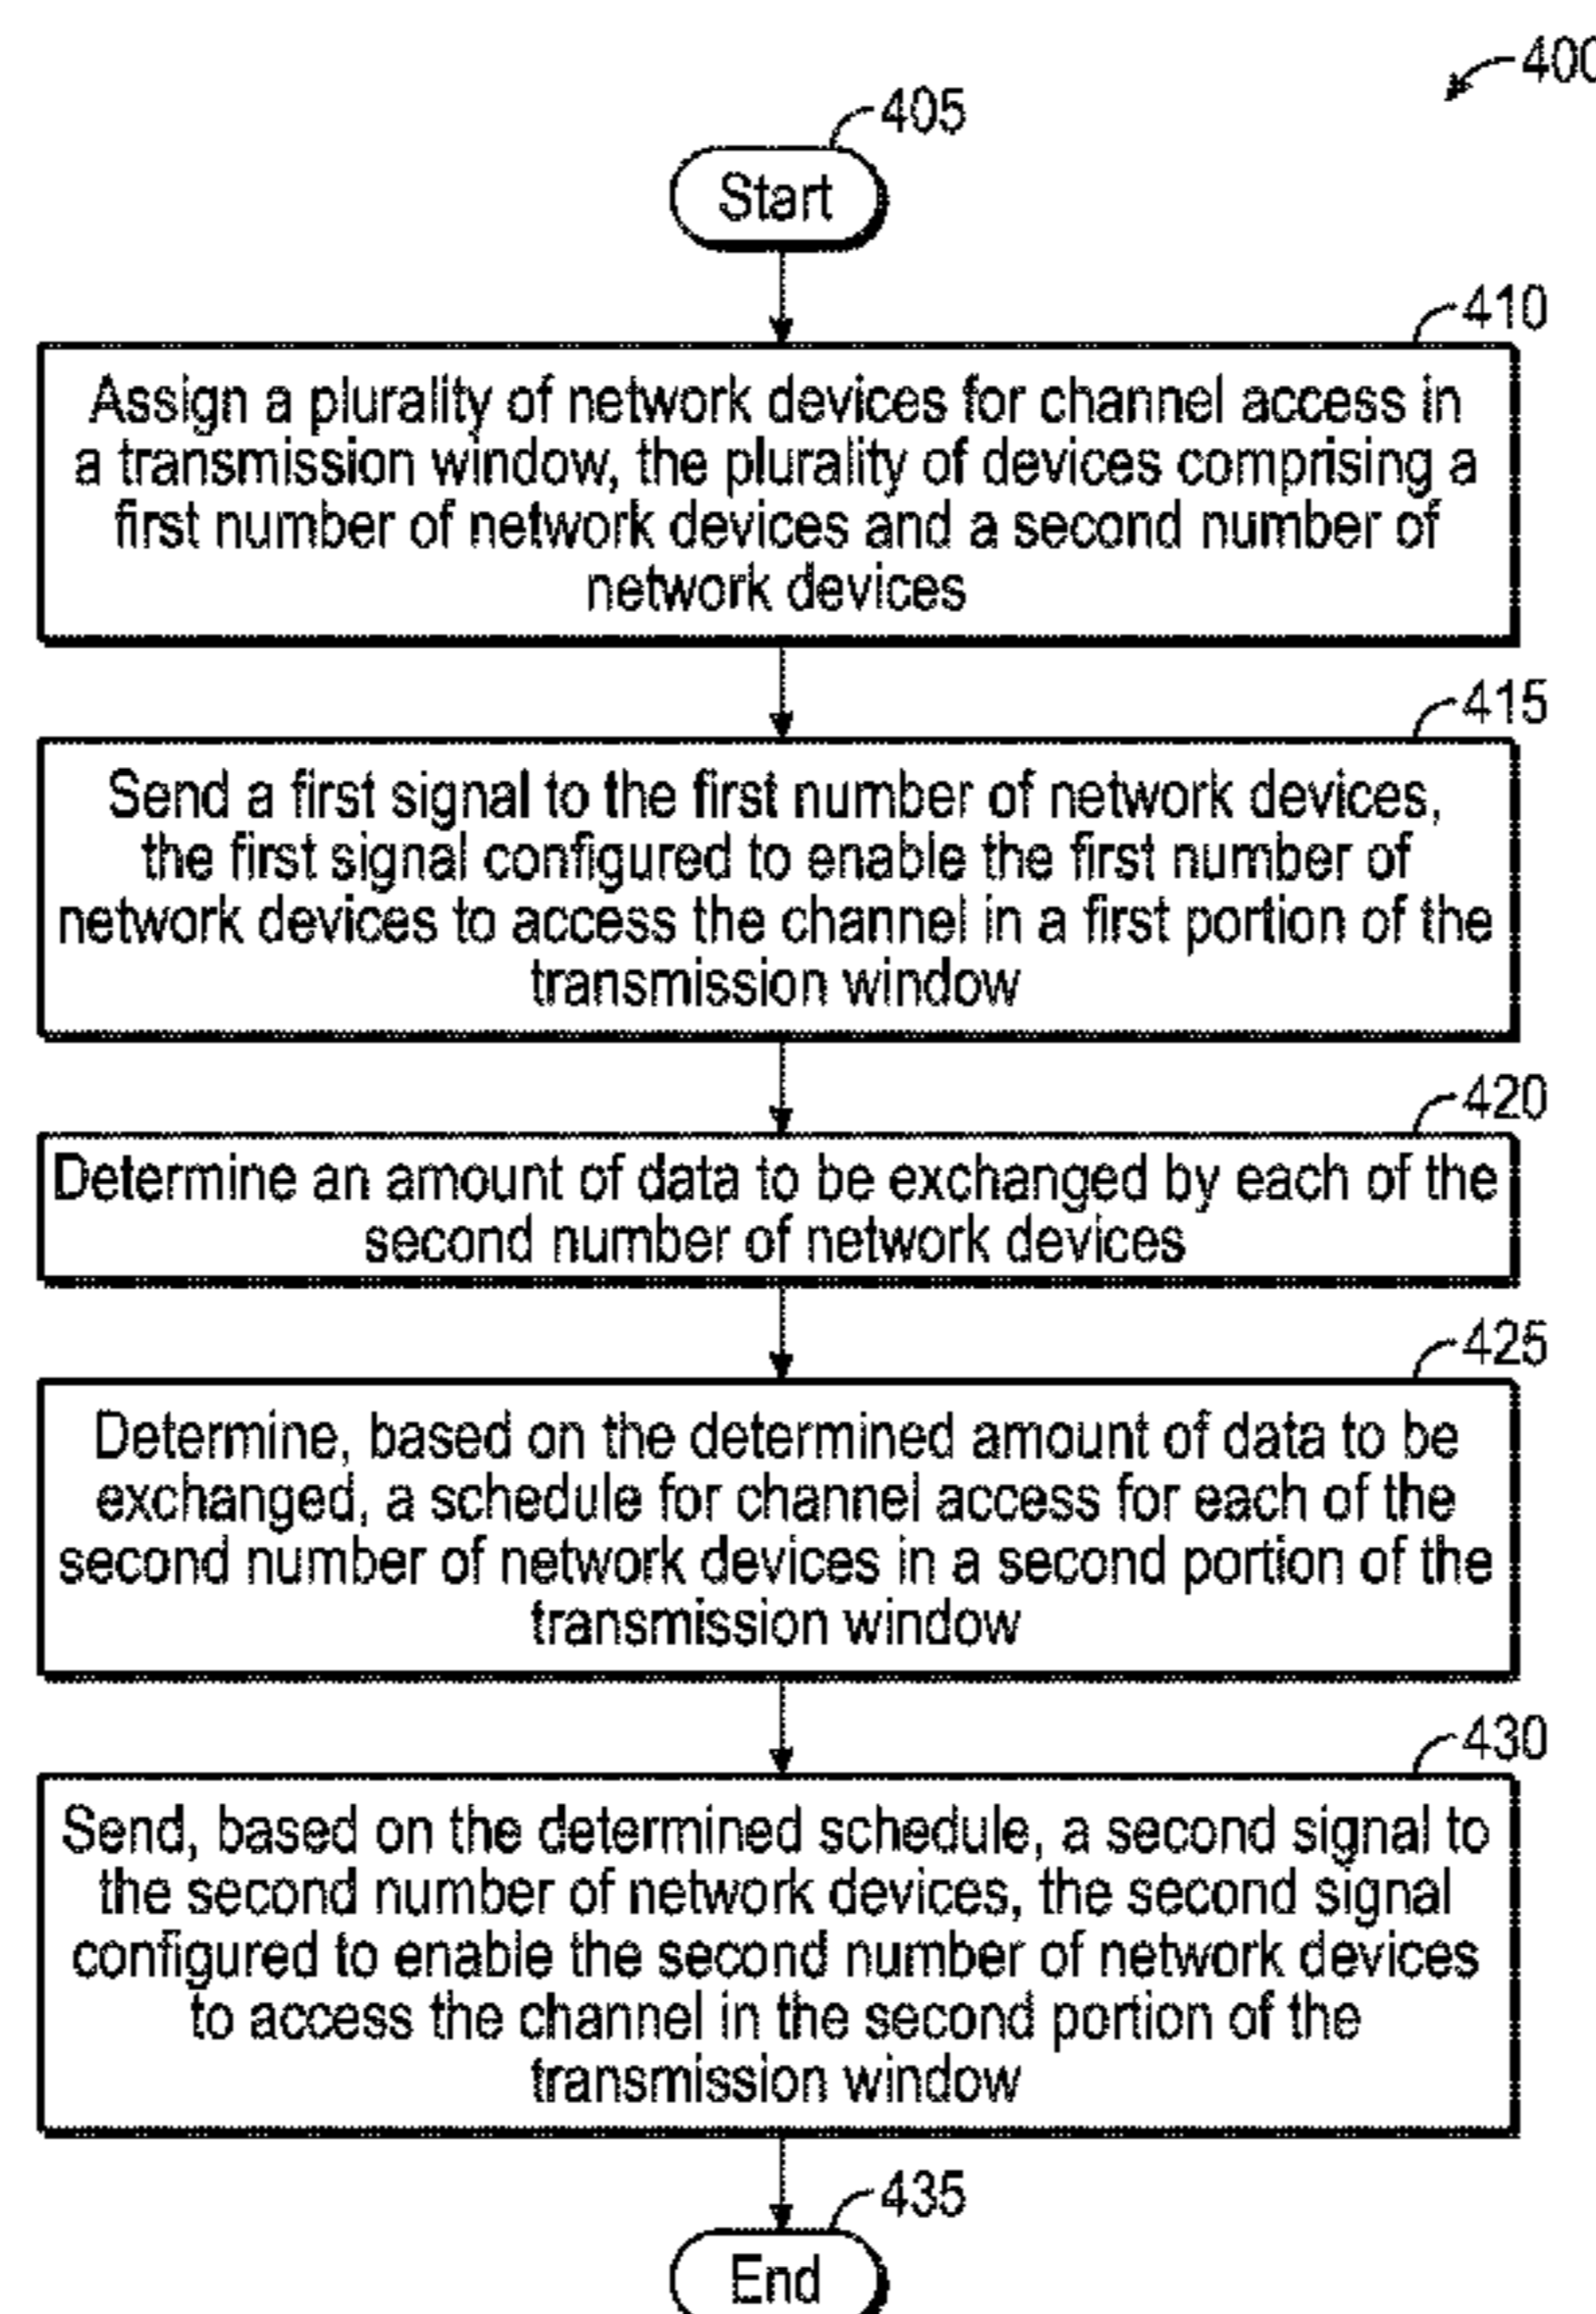 400
405
Start
410
Assign a plurality of network devices for channel access in
a transmission window, the plurality of devices comprising a
first number of network devices and a second number of
network devices
415
Send a first signal to the first number of network devices,
the first signal configured to enable the first number of
network devices to access the channel in a first portion of the
transmission window
420
Determine an amount of data to be exchanged by each of the
second number of network devices
425
Determine, based on the determined amount of data to be
exchanged, a schedule for channel access for each of the
second number of network devices in a second portion of the
transmission window
430
Send, based on the determined schedule, a second signal to
the second number of network devices, the second signal
configured to enable the second number of network devices
to access the channel in the second portion of the
transmission window
435
End